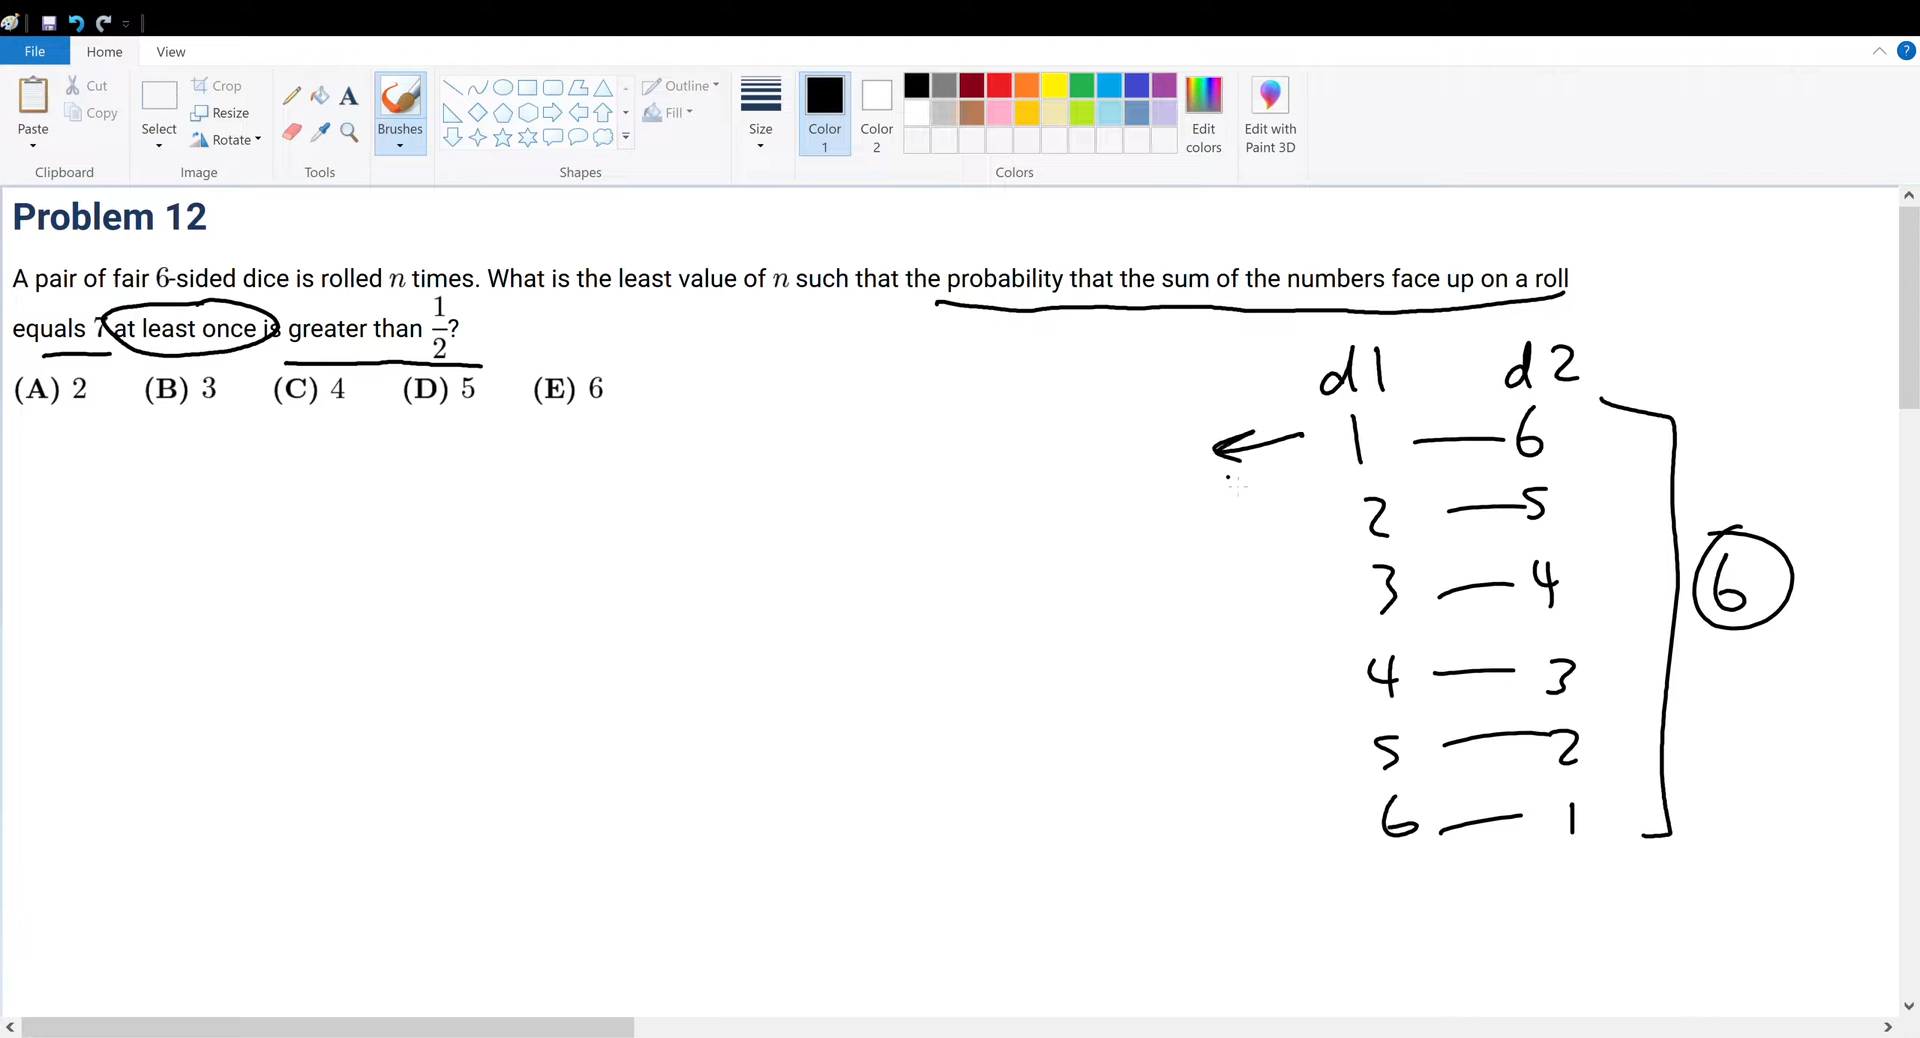 File Home View
Paste
Cut
Copy
Clipboard
Select
Crop
Resize
Rotate
Image
A
Tools
Brushes
Outline
Fill
Shapes
Size
Color 1
Color 2
Edit colors
Edit with Paint 3D
Colors
?
Problem 12
A pair of fair 6-sided dice is rolled n times. What is the least value of n such that the probability that the sum of the numbers face up on a roll
equals 7 at least once is greater than 1/2?
(A) 2 (B) 3 (C) 4 (D) 5 (E) 6
d1 d2
1 — 6
2 — 5
3 — 4
6
4 — 3
5 — 2
6 — 1